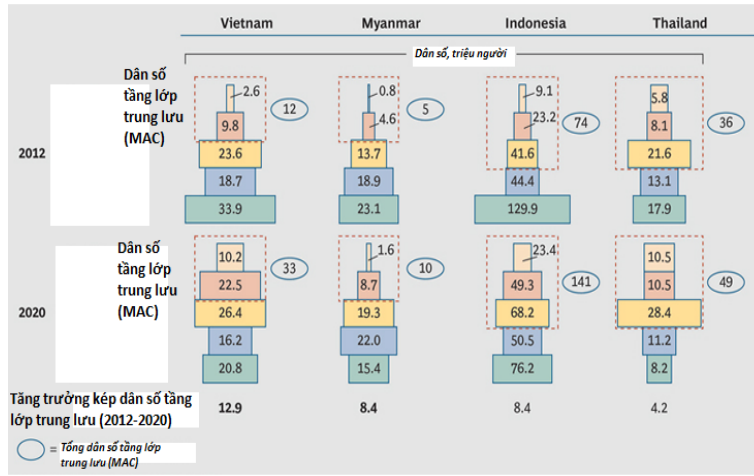 Vietnam Myanmar Indonesia Thailand
Dân số, triệu người
Dân số
tầng lớp
trung lưu
(MAC)
2012
2.6 0.8 9.1 5.8
12 5 74 36
9.8 4.6 23.2 8.1
23.6 13.7 41.6 21.6
18.7 18.9 44.4 13.1
33.9 23.1 129.9 17.9
Dân số
tầng lớp
trung lưu
(MAC)
2020
10.2 1.6 23.4 10.5
33 10 141 49
22.5 8.7 49.3 10.5
26.4 19.3 68.2 28.4
16.2 22.0 50.5 11.2
20.8 15.4 76.2 8.2
Tăng trưởng kép dân số tầng
lớp trung lưu (2012-2020)
12.9 8.4 8.4 4.2
= Tổng dân số tầng lớp
trung lưu (MAC)